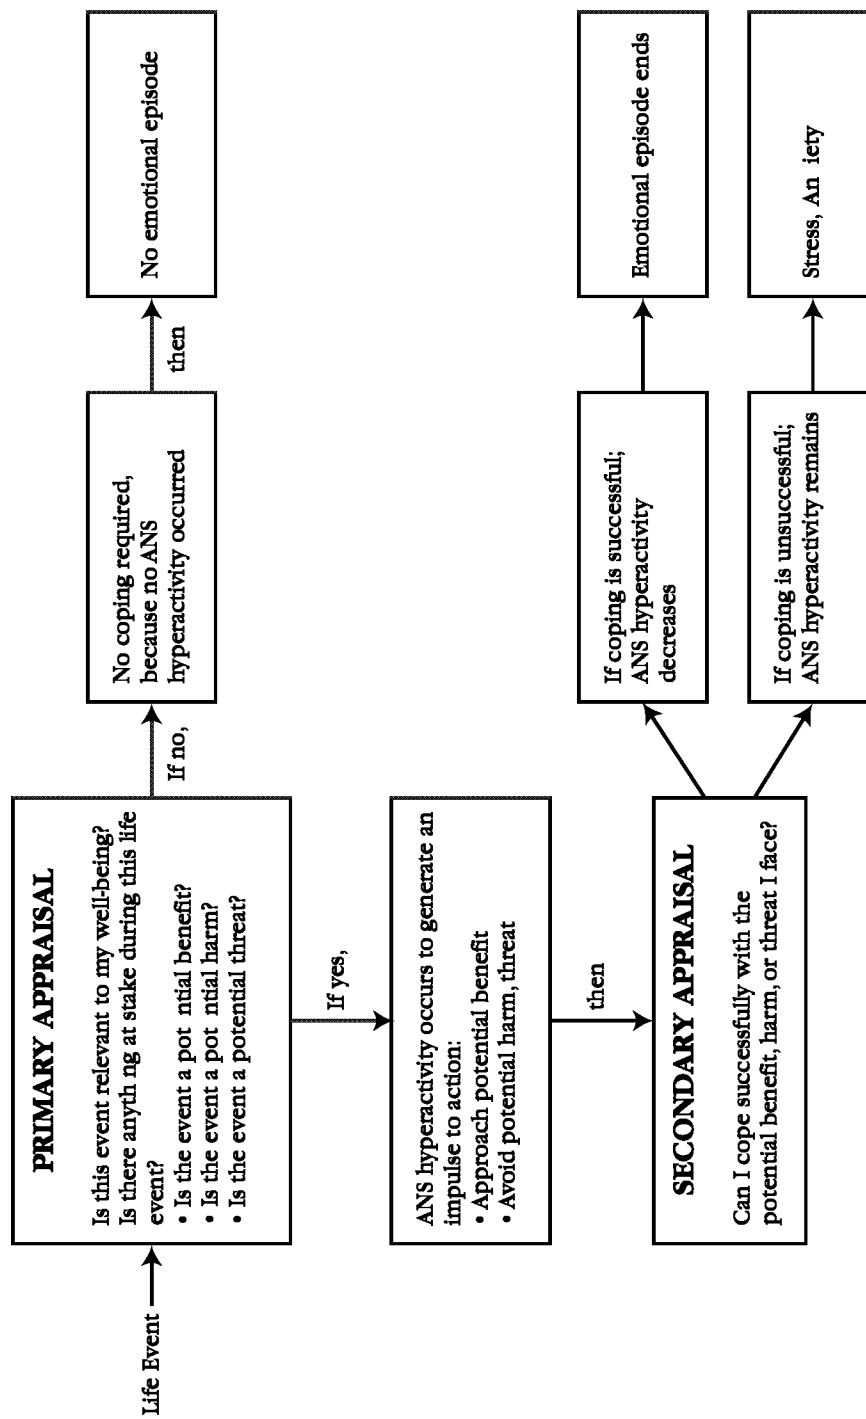 Life Event
PRIMARY APPRAISAL
Is this event relevant to my well-being?
Is there anyth ng at stake during this life
event?
• Is the event a pot ntial benefit?
• Is the event a pot ntial harm?
• Is the event a potential threat?
If no,
No coping required,
because no ANS
hyperactivity occurred
then
No emotional episode
If yes,
ANS hyperactivity occurs to generate an
impulse to action:
• Approach potential benefit
• Avoid potential harm, threat
then
SECONDARY APPRAISAL
Can I cope successfully with the
potential benefit, harm, or threat I face?
If coping is successful;
ANS hyperactivity
decreases
Emotional episode ends
If coping is unsuccessful;
ANS hyperactivity remains
Stress, An iety